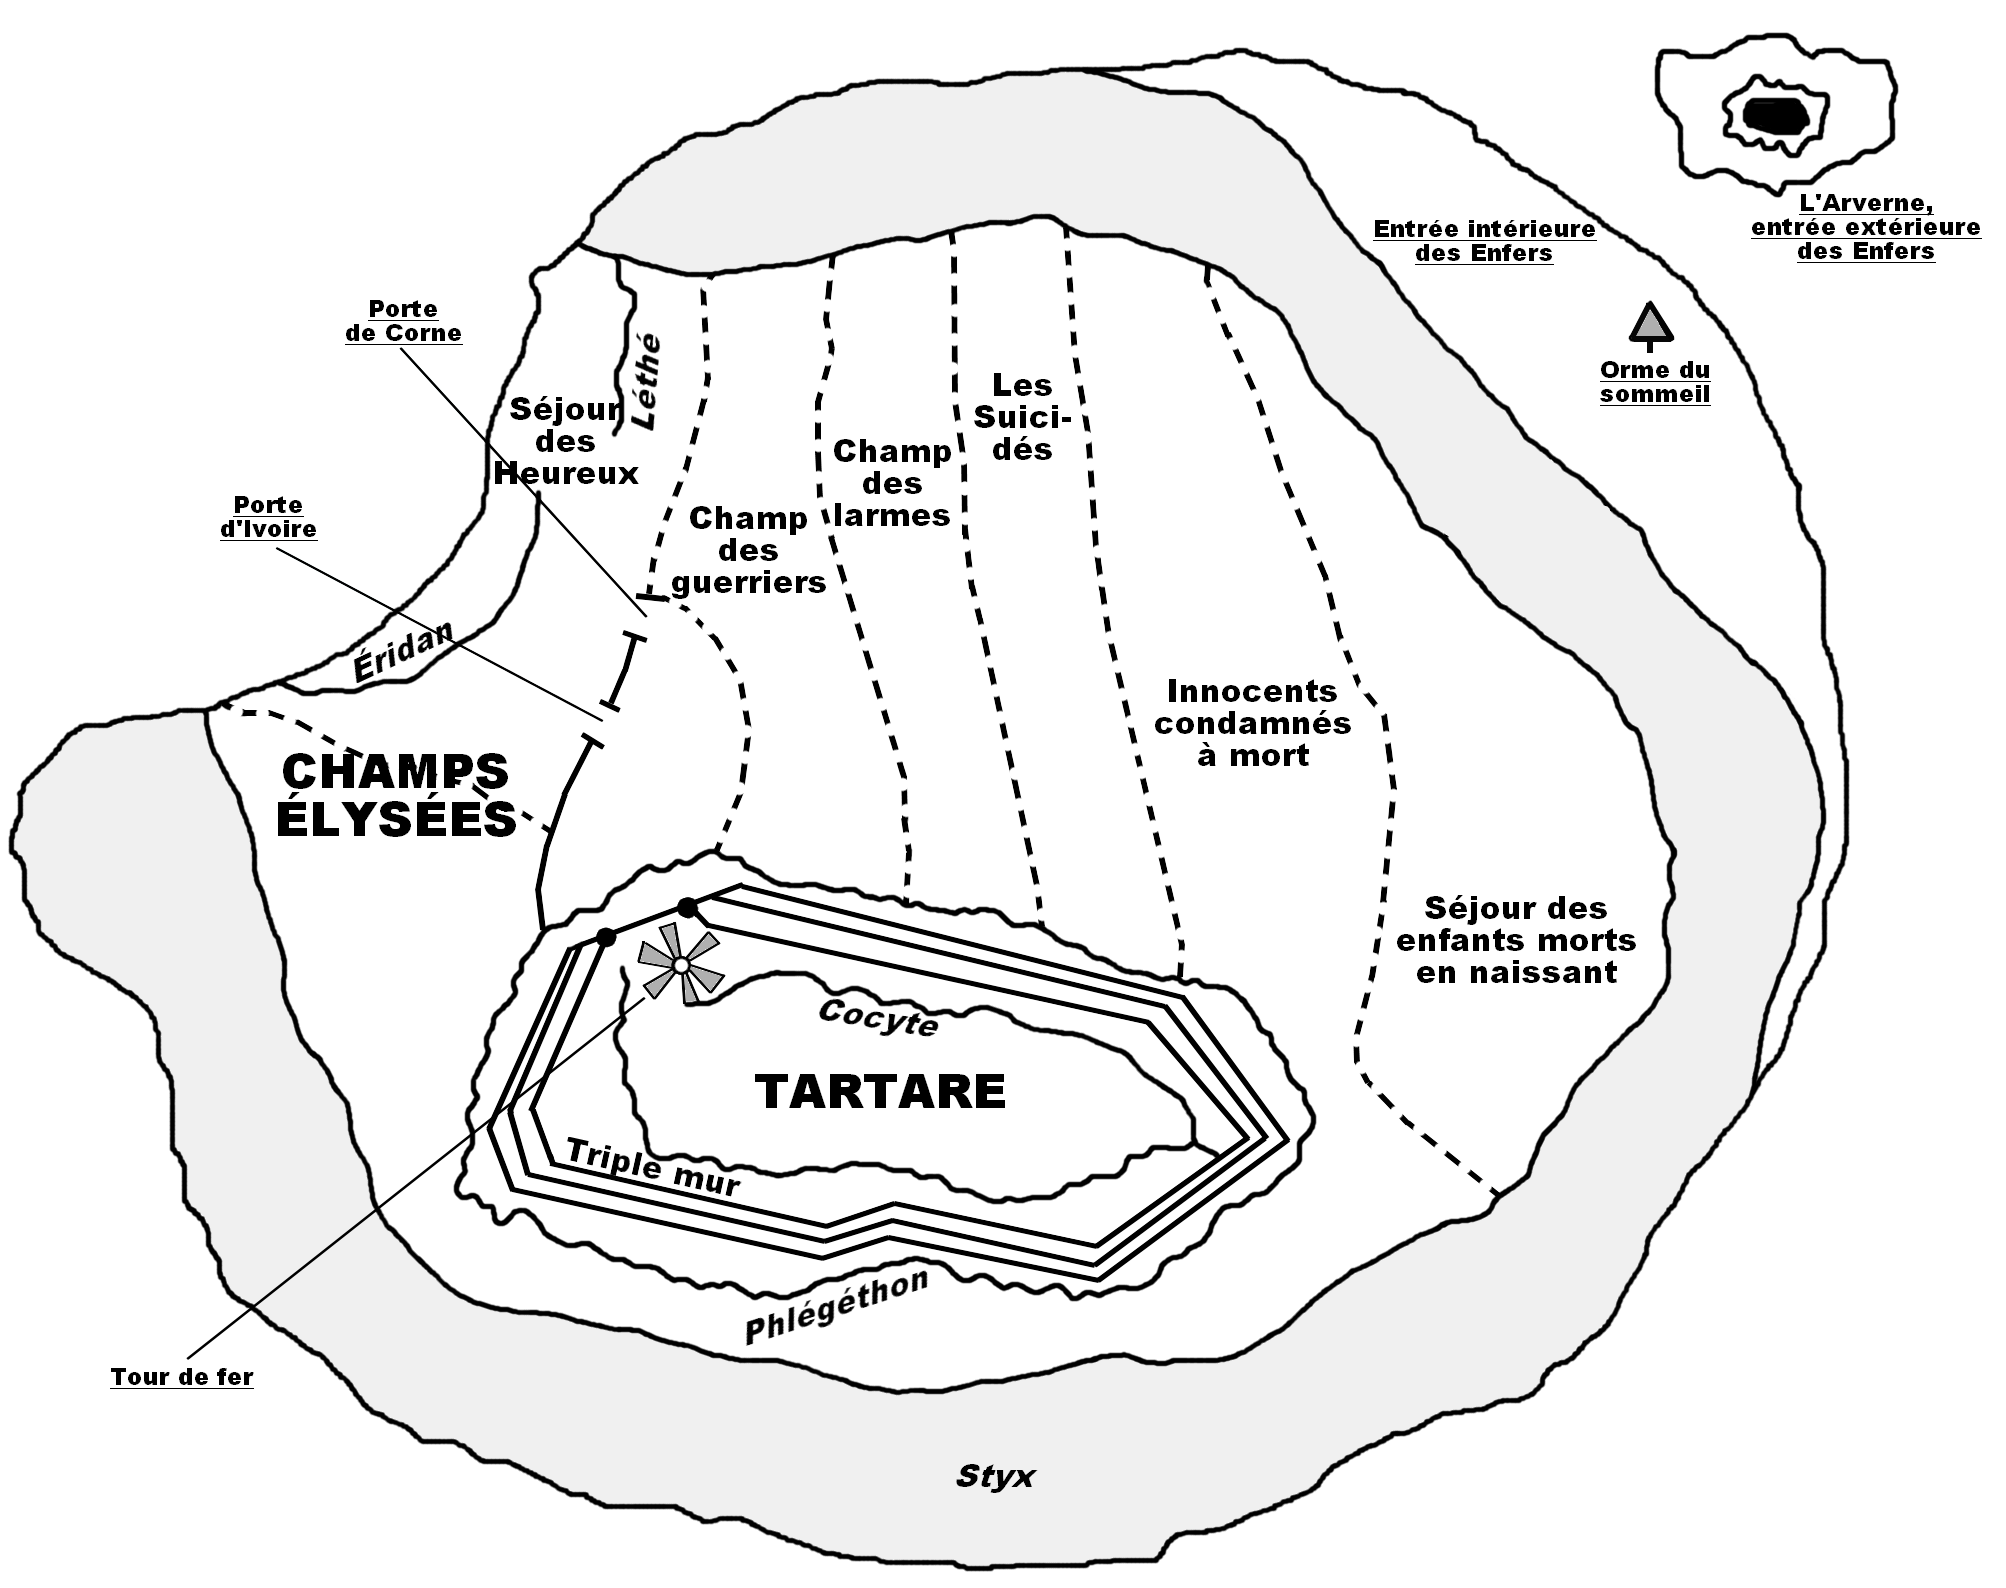 L'Arverne,
entrée extérieure
des Enfers
Entrée intérieure
des Enfers
Orme du
sommeil
Porte
de Corne
Léthé
Séjour
des
Heureux
Les
Suici-
dés
Champ
des
larmes
Porte
d'Ivoire
Champ
des
guerriers
Éridan
Innocents
condamnés
à mort
CHAMPS
ÉLYSÉES
Séjour des
enfants morts
en naissant
Cocyte
TARTARE
Triple mur
Phlégéthon
Tour de fer
Styx